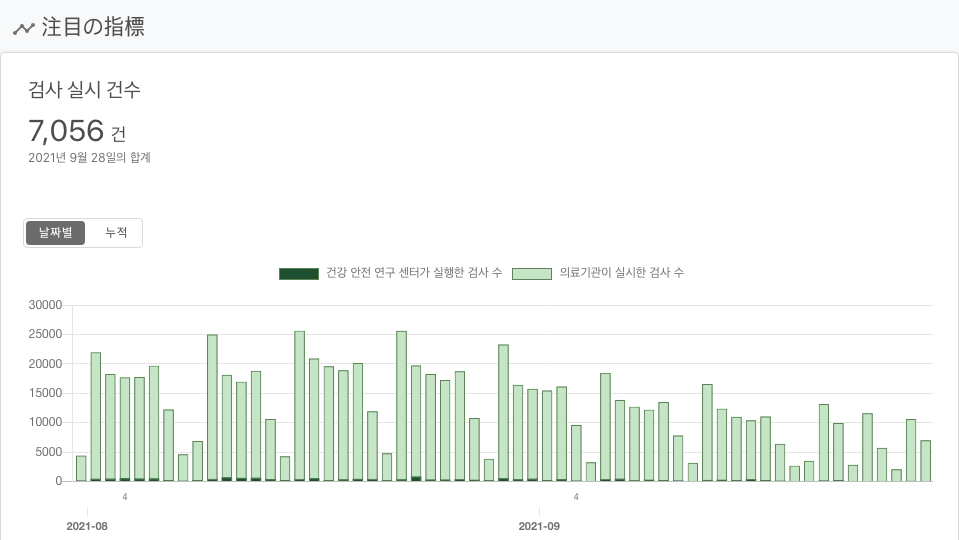 注目の指標
검사 실시 건수
7,056 건
2021년 9월 28일의 합계
날짜별 누적
건강 안전 연구 센터가 실행한 검사 수 의료기관이 실시한 검사 수
30000
25000
20000
15000
10000
5000
0
4 4
2021-08 2021-09